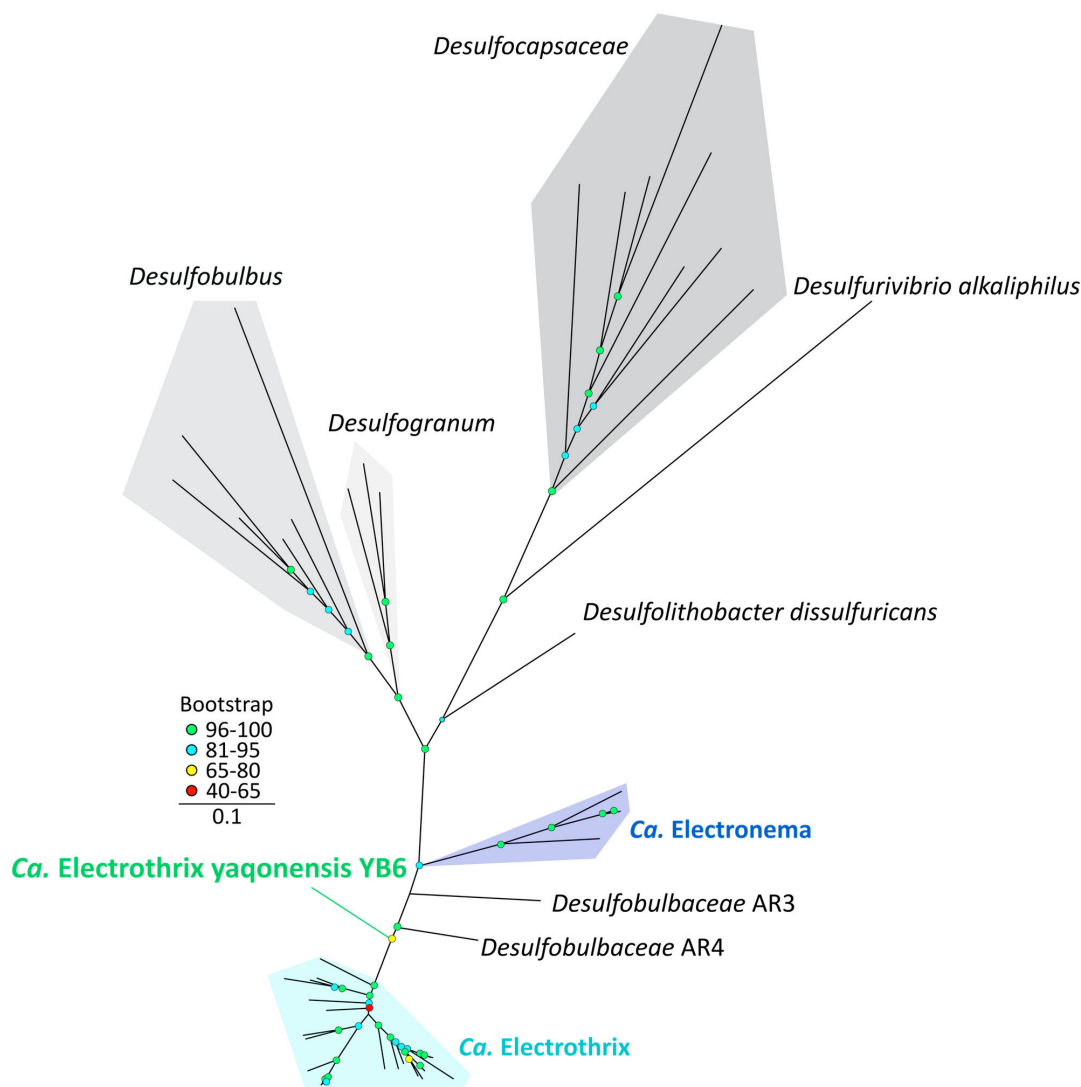 Desulfocapsaceae
Desulfobulbus
Desulfurivibrio alkaliphilus
Desulfogranum
Desulfolithobacter dissulfuricans
Bootstrap
96-100
81-95
65-80
40-65
0.1
Ca. Electronema
Ca. Electrothrix yaqonensis YB6
Desulfobulbaceae AR3
Desulfobulbaceae AR4
Ca. Electrothrix